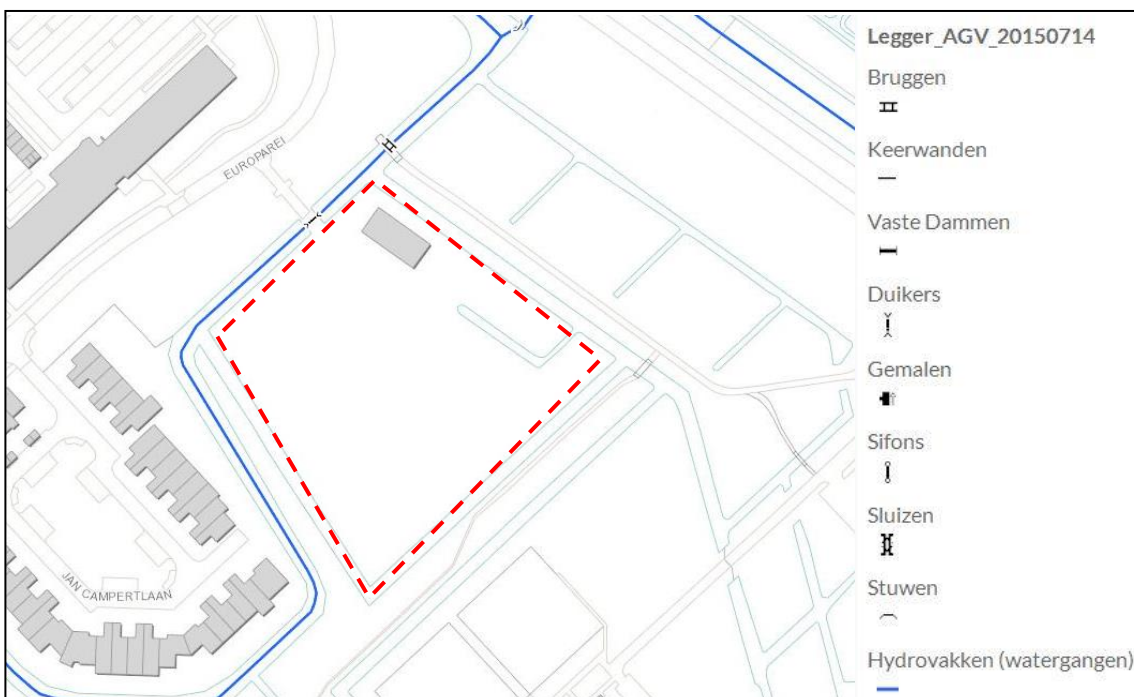 EUROPAREI
JAN CAMPERTLAAN
Legger_AGV_20150714
Bruggen
Keerwanden
Vaste Dammen
Duikers
Gemalen
Sifons
Sluizen
Stuwen
Hydrovakken (watergangen)